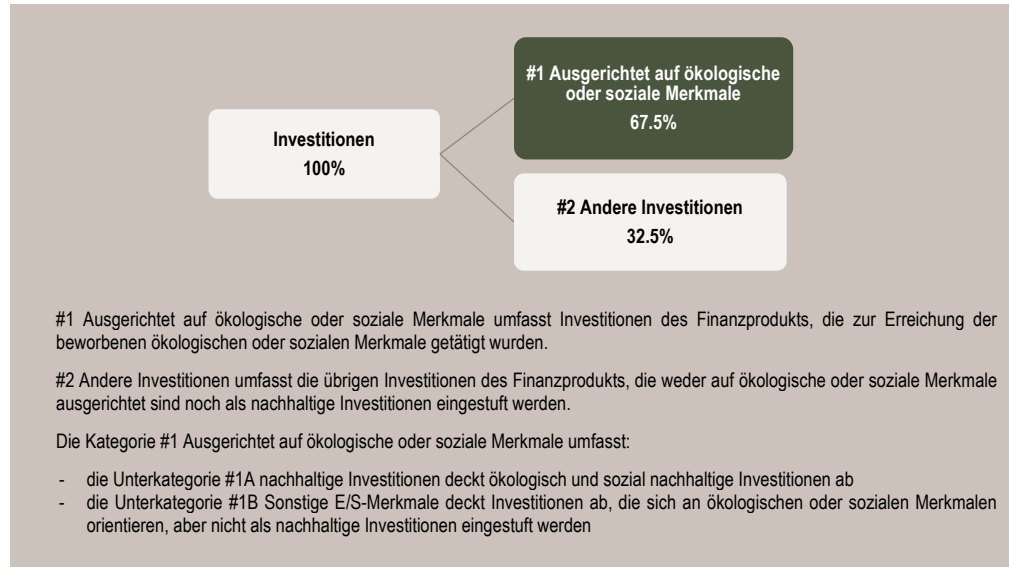 #1 Ausgerichtet auf ökologische
oder soziale Merkmale
67.5%
Investitionen
100%
#2 Andere Investitionen
32.5%
#1 Ausgerichtet auf ökologische oder soziale Merkmale umfasst Investitionen des Finanzprodukts, die zur Erreichung der
beworbenen ökologischen oder sozialen Merkmale getätigt wurden.
#2 Andere Investitionen umfasst die übrigen Investitionen des Finanzprodukts, die weder auf ökologische oder soziale Merkmale
ausgerichtet sind noch als nachhaltige Investitionen eingestuft werden.
Die Kategorie #1 Ausgerichtet auf ökologische oder soziale Merkmale umfasst:
- die Unterkategorie #1A nachhaltige Investitionen deckt ökologisch und sozial nachhaltige Investitionen ab
- die Unterkategorie #1B Sonstige E/S-Merkmale deckt Investitionen ab, die sich an ökologischen oder sozialen Merkmalen
orientieren, aber nicht als nachhaltige Investitionen eingestuft werden